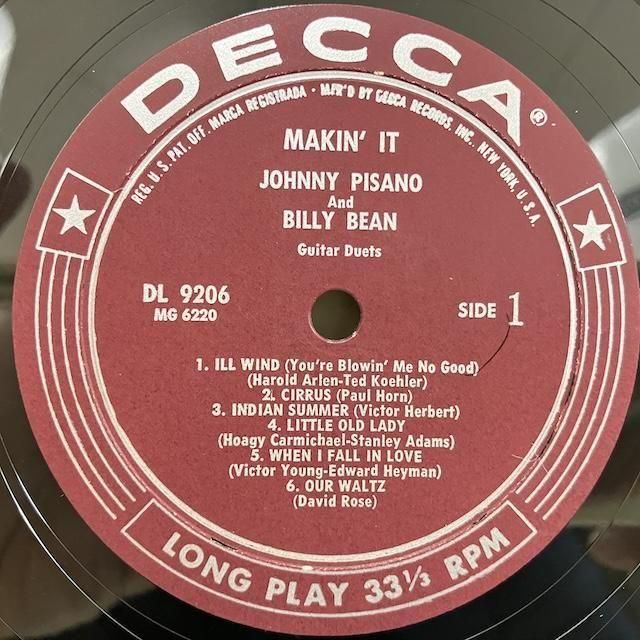 DECCA®
REG. U.S. PAT. OFF. MARCA REGISTRADA • MFR'D BY DECCA RECORDS, INC., NEW YORK, U.S.A.
MAKIN' IT
JOHNNY PISANO
And
BILLY BEAN
Guitar Duets
DL 9206
MG 6220
SIDE 1
1. ILL WIND (You're Blowin' Me No Good)
(Harold Arlen-Ted Koehler)
2. CIRRUS (Paul Horn)
3. INDIAN SUMMER (Victor Herbert)
4. LITTLE OLD LADY
(Hoagy Carmichael-Stanley Adams)
5. WHEN I FALL IN LOVE
(Victor Young-Edward Heyman)
6. OUR WALTZ
(David Rose)
LONG PLAY 33⅓ RPM